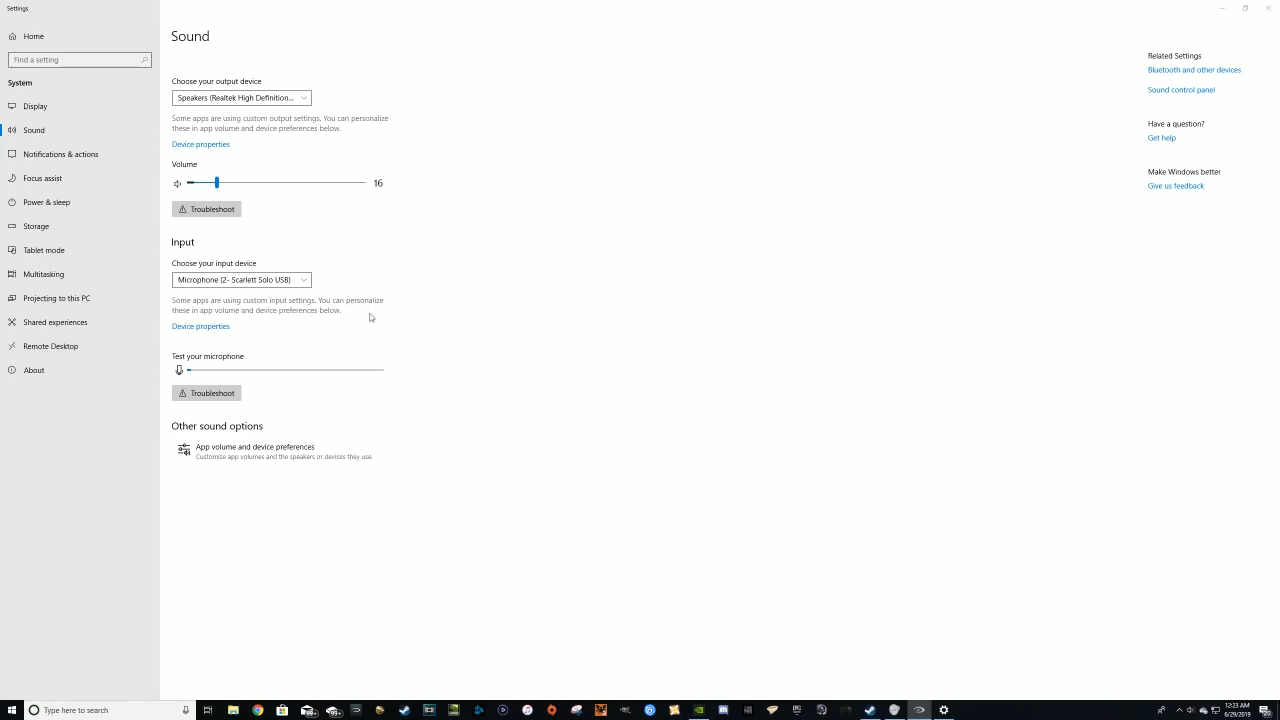 Settings
Home
Find a setting
System
Display
Sound
Notifications & actions
Focus assist
Power & sleep
Storage
Tablet mode
Multitasking
Projecting to this PC
Shared experiences
Remote Desktop
About
Sound
Choose your output device
Speakers (Realtek High Definition...
Some apps are using custom output settings. You can personalize
these in app volume and device preferences below.
Device properties
Volume
16
Troubleshoot
Input
Choose your input device
Microphone (2- Scarlett Solo USB)
Some apps are using custom input settings. You can personalize
these in app volume and device preferences below.
Device properties
Test your microphone
Troubleshoot
Other sound options
App volume and device preferences
Customize app volumes and the speakers or devices they use.
Related Settings
Bluetooth and other devices
Sound control panel
Have a question?
Get help
Make Windows better
Give us feedback
Type here to search
99+
99+
12:23 AM
6/29/2019